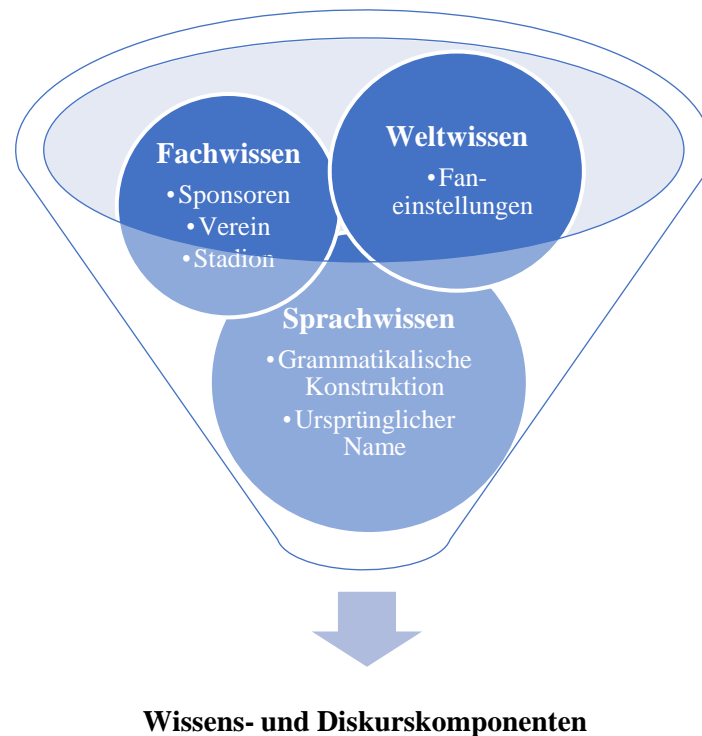 Fachwissen
• Sponsoren
• Verein
• Stadion
Weltwissen
• Fan-
einstellungen
Sprachwissen
• Grammatikalische
Konstruktion
• Ursprünglicher
Name
Wissens- und Diskurskomponenten